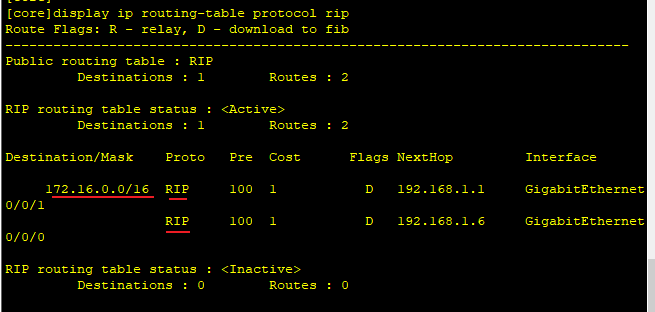 [core]display ip routing-table protocol rip
Route Flags: R - relay, D - download to fib
------------------------------------------------------------------------------
Public routing table : RIP
         Destinations : 1        Routes : 2

RIP routing table status : <Active>
         Destinations : 1        Routes : 2

Destination/Mask    Proto   Pre  Cost      Flags NextHop         Interface

     172.16.0.0/16  RIP     100  1           D   192.168.1.1     GigabitEthernet
0/0/1
                    RIP     100  1           D   192.168.1.6     GigabitEthernet
0/0/0

RIP routing table status : <Inactive>
         Destinations : 0        Routes : 0